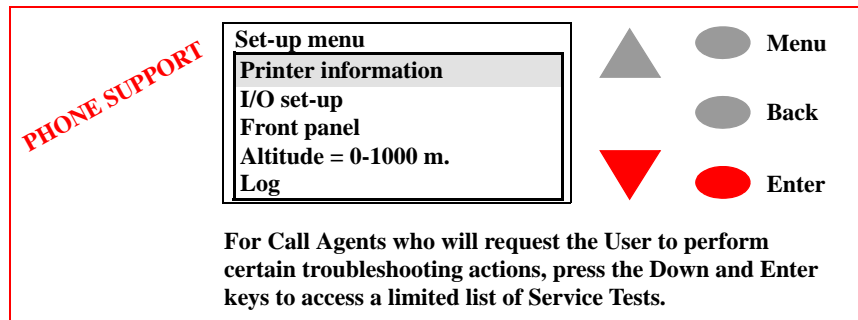 PHONE SUPPORT
Set-up menu
Printer information
I/O set-up
Front panel
Altitude = 0-1000 m.
Log
Menu
Back
Enter
For Call Agents who will request the User to perform
certain troubleshooting actions, press the Down and Enter
keys to access a limited list of Service Tests.